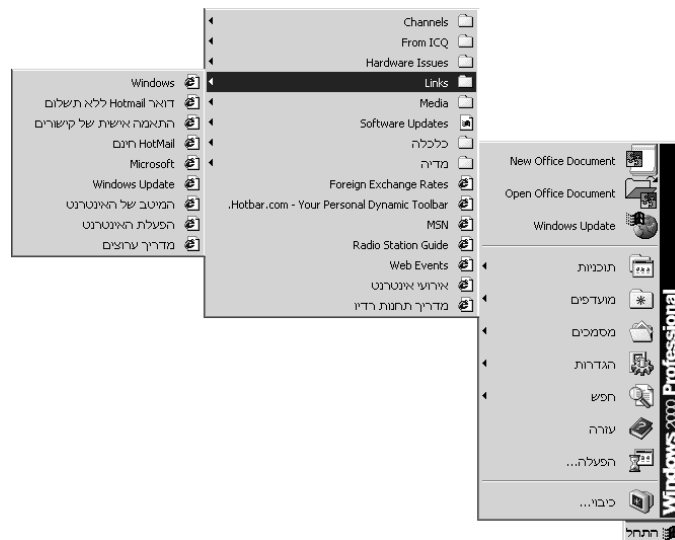 Channels
From ICQ
Hardware Issues
Links
Media
Software Updates
כלכלה
מדיה
Foreign Exchange Rates
.Hotbar.com - Your Personal Dynamic Toolbar
MSN
Radio Station Guide
Web Events
אירועי אינטרנט
מדריך תחנות רדיו
Windows
דואר Hotmail ללא תשלום
התאמה אישית של קישורים
HotMail חינם
Microsoft
Windows Update
המיטב של האינטרנט
הפעלת האינטרנט
מדריך ערוצים
New Office Document
Open Office Document
Windows Update
תוכניות
מועדפים
מסמכים
הגדרות
חפש
עזרה
הפעלה...
כיבוי...
Windows 2000 Professional
התחל